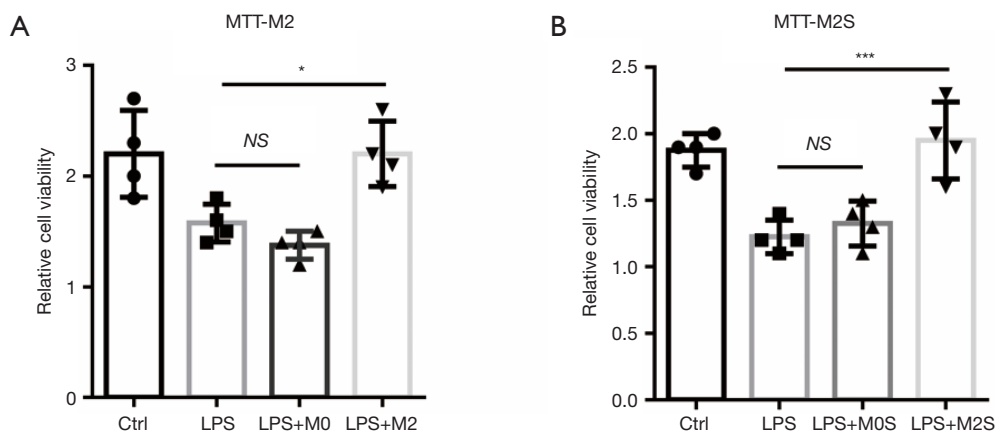 A
MTT-M2
Relative cell viability
3
2
1
0
*
NS
Ctrl LPS LPS+M0 LPS+M2
B
MTT-M2S
Relative cell viability
2.5
2.0
1.5
1.0
0.5
0.0
***
NS
Ctrl LPS LPS+M0S LPS+M2S